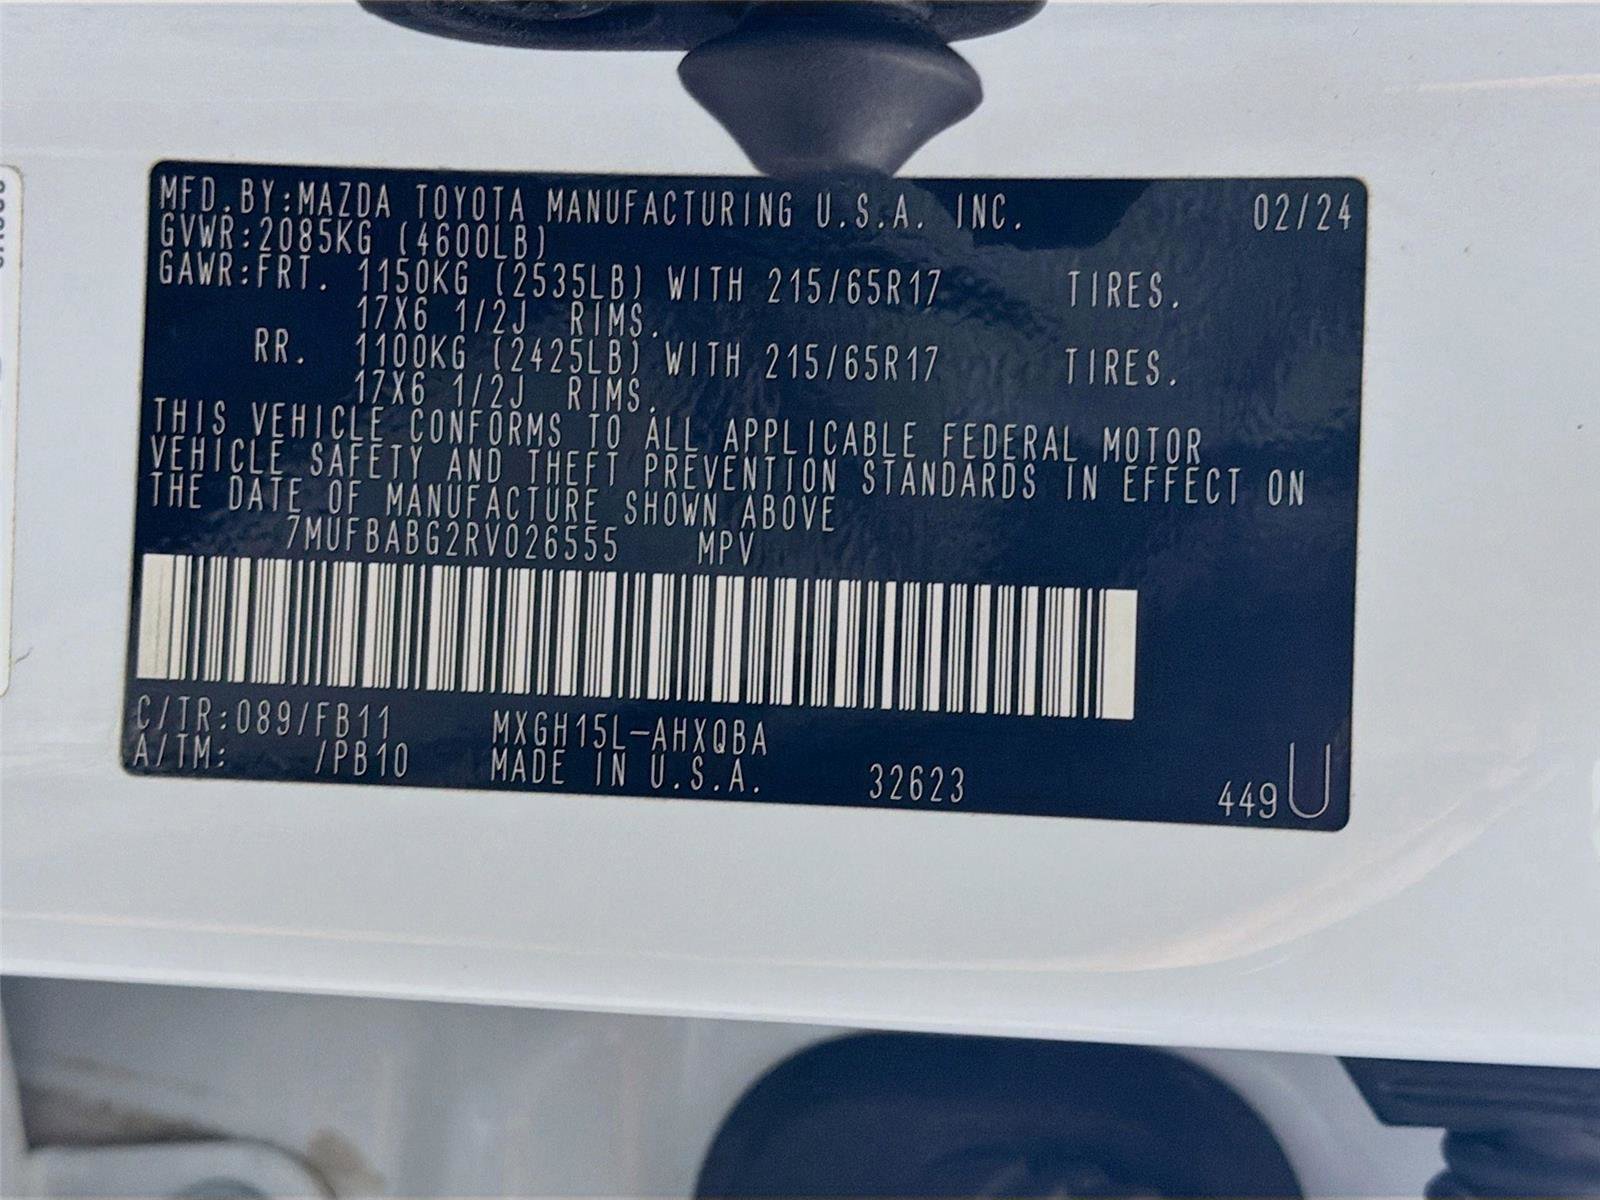 MFD.BY:MAZDA TOYOTA MANUFACTURING U.S.A. INC. 02/24
GVWR:2085KG (4600LB)
GAWR:FRT. 1150KG (2535LB) WITH 215/65R17 TIRES.
17X6 1/2J RIMS.
RR. 1100KG (2425LB) WITH 215/65R17 TIRES.
17X6 1/2J RIMS.
THIS VEHICLE CONFORMS TO ALL APPLICABLE FEDERAL MOTOR
VEHICLE SAFETY AND THEFT PREVENTION STANDARDS IN EFFECT ON
THE DATE OF MANUFACTURE SHOWN ABOVE
7MUFBABG2RV026555 MPV
C/TR:089/FB11 MXGH15L-AHXQBA
A/TM: /PB10 MADE IN U.S.A. 32623 449U